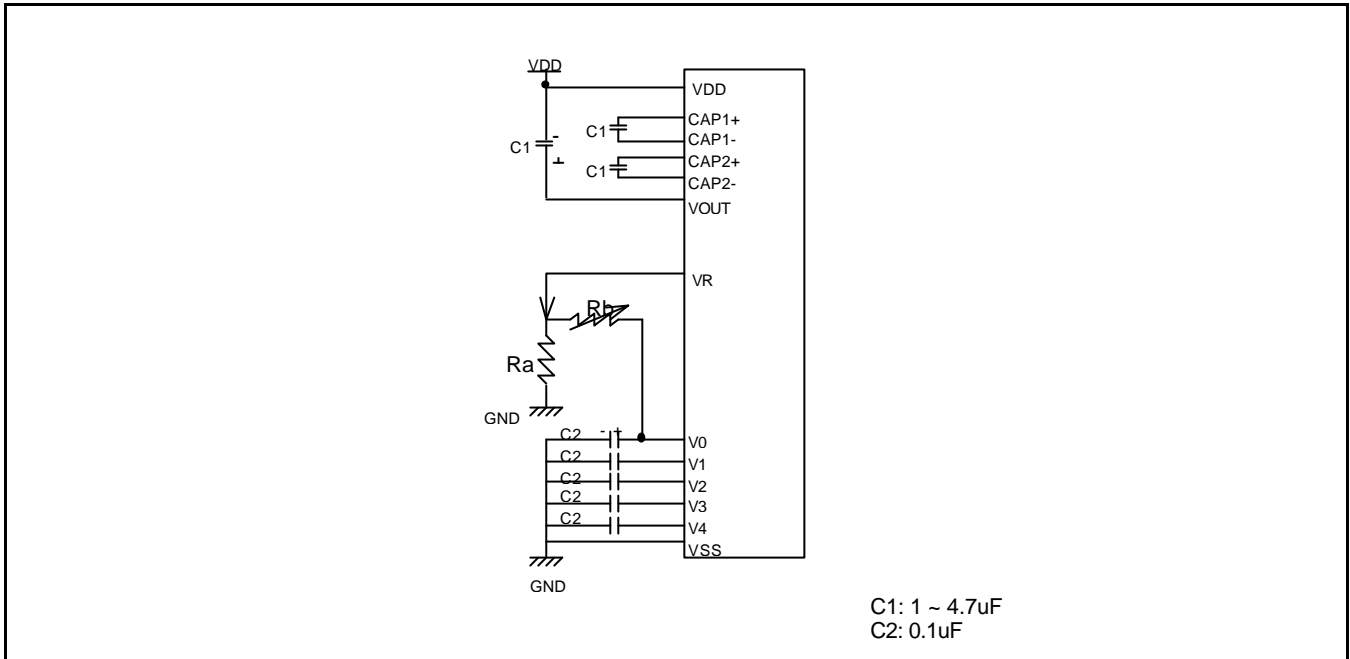 VDD
VDD
CAP1+
C1
CAP1-
C1
-
+
CAP2+
C1
CAP2-
VOUT
VR
Rb
Ra
GND
C2
- +
V0
C2
V1
C2
V2
C2
V3
C2
V4
VSS
GND
C1: 1 ~ 4.7uF
C2: 0.1uF